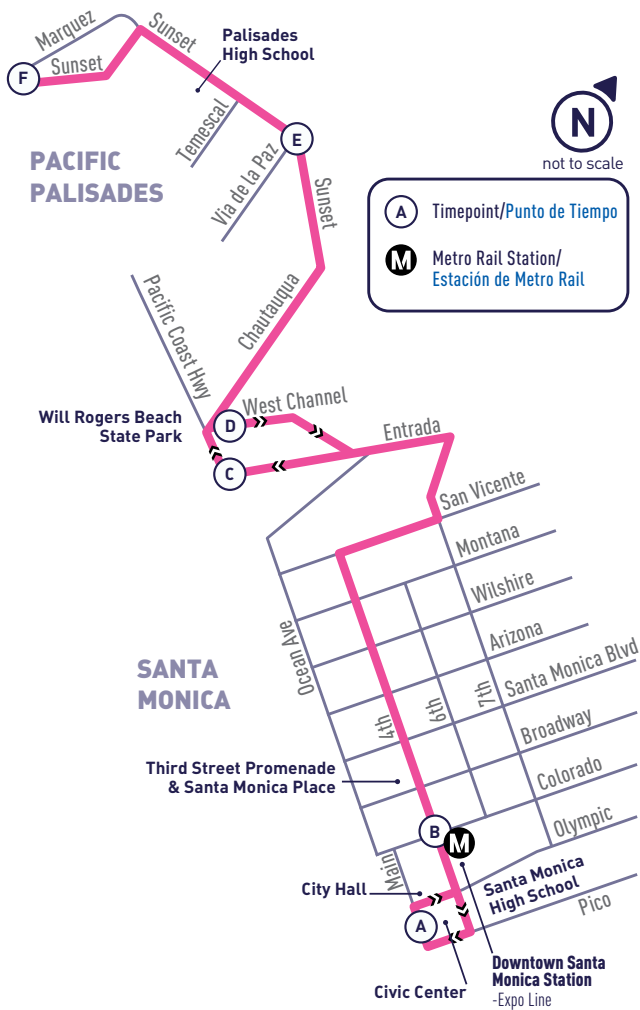 Marquez
Sunset
F
Sunset
Palisades
High School
Temescal
E
Via de la Paz
PACIFIC
PALISADES
Sunset
N
not to scale
A Timepoint/Punto de Tiempo
M Metro Rail Station/
Estación de Metro Rail
Pacific Coast Hwy
Chautauqua
Will Rogers Beach
State Park
D
West Channel
C
Entrada
San Vicente
Montana
Wilshire
Arizona
Santa Monica Blvd
Broadway
Colorado
Olympic
Pico
Ocean Ave
4th
6th
7th
SANTA
MONICA
Third Street Promenade
& Santa Monica Place
B
M
Main
City Hall
A
Santa Monica
High School
Civic Center
Downtown Santa
Monica Station
-Expo Line